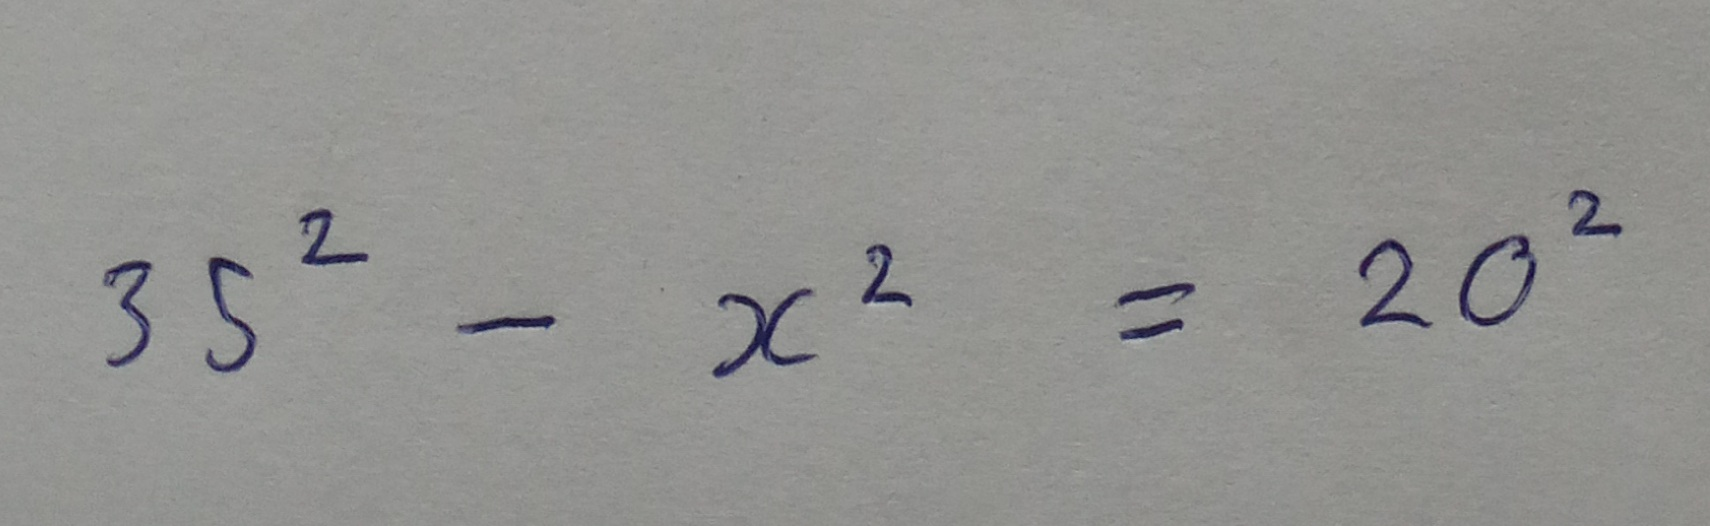 35² - x² = 20²